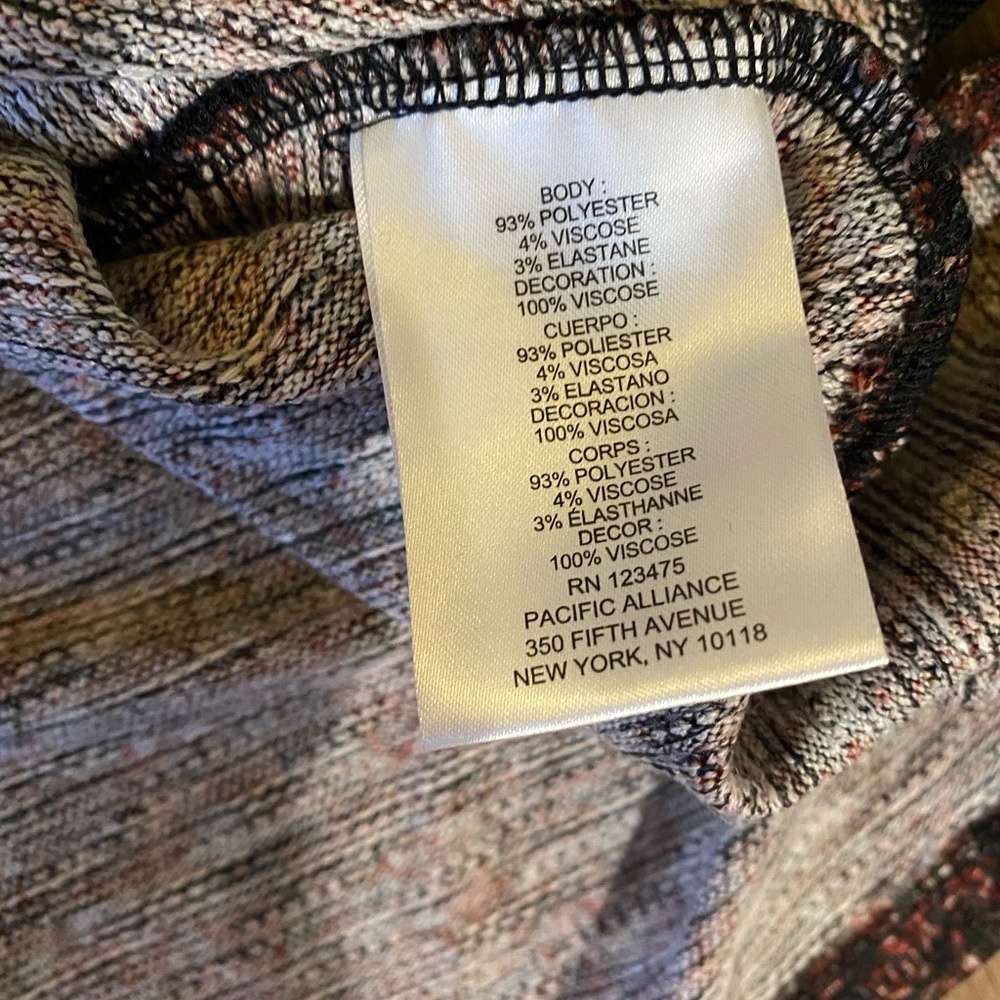 BODY :
93% POLYESTER
4% VISCOSE
3% ELASTANE
DECORATION :
100% VISCOSE
CUERPO :
93% POLIESTER
4% VISCOSA
3% ELASTANO
DECORACION :
100% VISCOSA
CORPS :
93% POLYESTER
4% VISCOSE
3% ÉLASTHANNE
DECOR :
100% VISCOSE
RN 123475
PACIFIC ALLIANCE
350 FIFTH AVENUE
NEW YORK, NY 10118